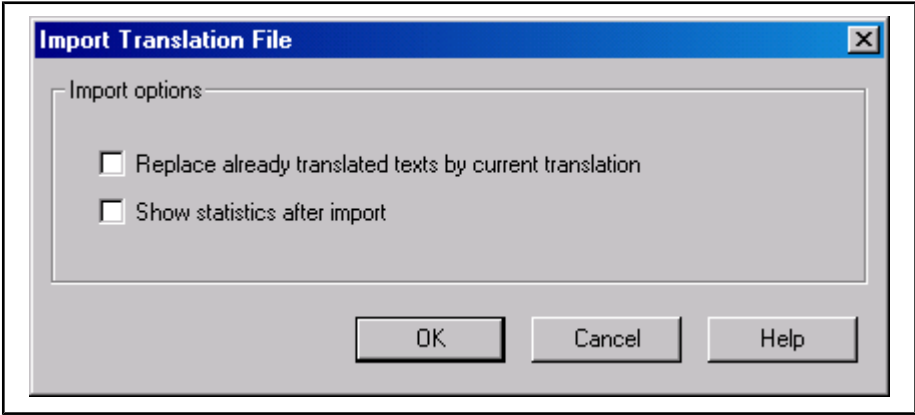 Import Translation File
Import options
Replace already translated texts by current translation
Show statistics after import
OK Cancel Help